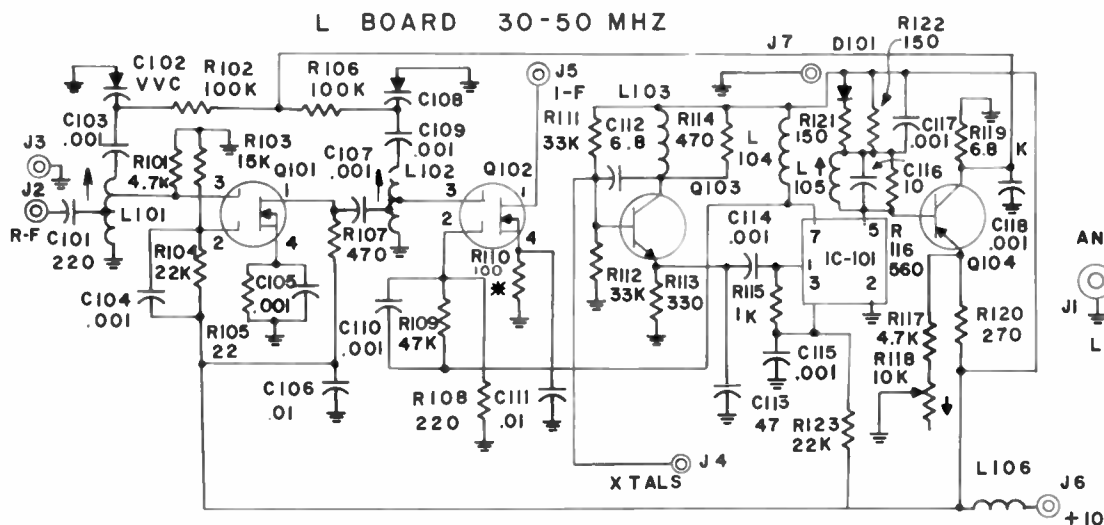 L BOARD 30-50 MHZ
C102
VVC
R102
100K
R106
100K
C108
J5
I-F
J7
D101
R122
150
C103
.001
J3
J2
R-F
C101
220
L101
R101
4.7K
R103
15K
Q101
3
1
2
4
C107
.001
C109
.001
L102
R107
470
Q102
3
1
2
4
R110
100
*
R111
33K
C112
6.8
L103
R114
470
L
104
Q103
R121
150
L
105
C117
.001
C116
10
R119
6.8
K
C118
.001
R104
22K
C104
.001
C105
.001
R105
22
C106
.01
C110
.001
R109
47K
R108
220
C111
.01
R112
33K
R113
330
C114
.001
R115
1K
7
5
IC-101
1
3
2
R
116
560
Q104
C115
.001
C113
47
R123
22K
R117
4.7K
R118
10K
R120
270
AN
J1
L
J4
XTALS
L106
J6
+10